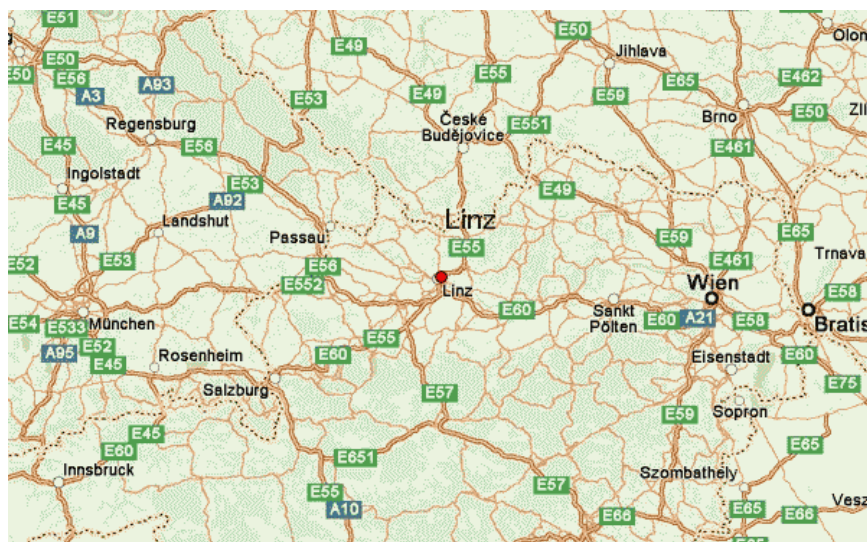 E51
E50
E49
E50
Olon
E50
E56
A93
E55
Jihlava
E462
A3
E53
E49
E65
E59
České
Budějovice
E551
Brno
E50
Zlí
Regensburg
E45
E56
E461
Ingolstadt
E53
E49
E45
A92
Linz
A9
Landshut
Passau
E55
E59
E65
E52
E53
E56
E461
Trnava
E552
Linz
Wien
E58
E54
E533
München
E60
Sankt
Pölten
E60
A21
E58
Bratis
A95
E52
E55
E45
Rosenheim
E60
Eisenstadt
E60
Salzburg
E57
E75
E59
Sopron
E45
E60
E651
E65
Innsbruck
Szombathely
E55
E57
A10
E66
E65
E66
Vesz